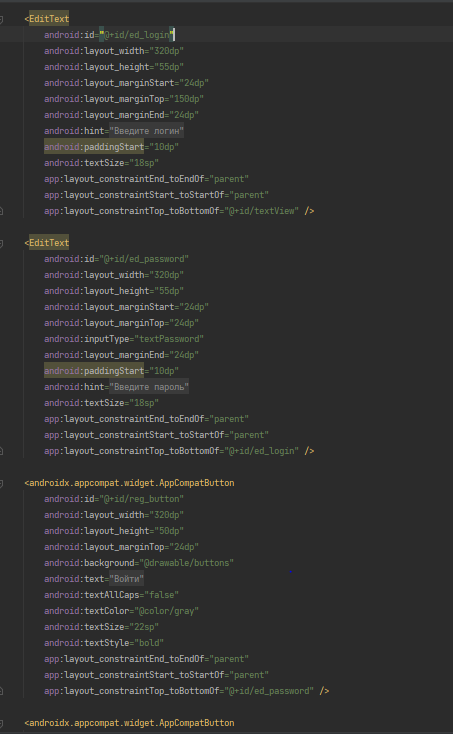 <EditText
android:id="@+id/ed_login"
android:layout_width="320dp"
android:layout_height="55dp"
android:layout_marginStart="24dp"
android:layout_marginTop="150dp"
android:layout_marginEnd="24dp"
android:hint="Введите логин"
android:paddingStart="10dp"
android:textSize="18sp"
app:layout_constraintEnd_toEndOf="parent"
app:layout_constraintStart_toStartOf="parent"
app:layout_constraintTop_toBottomOf="@+id/textView" />
<EditText
android:id="@+id/ed_password"
android:layout_width="320dp"
android:layout_height="55dp"
android:layout_marginStart="24dp"
android:layout_marginTop="24dp"
android:inputType="textPassword"
android:layout_marginEnd="24dp"
android:paddingStart="10dp"
android:hint="Введите пароль"
android:textSize="18sp"
app:layout_constraintEnd_toEndOf="parent"
app:layout_constraintStart_toStartOf="parent"
app:layout_constraintTop_toBottomOf="@+id/ed_login" />
<androidx.appcompat.widget.AppCompatButton
android:id="@+id/reg_button"
android:layout_width="320dp"
android:layout_height="50dp"
android:layout_marginTop="24dp"
android:background="@drawable/buttons"
android:text="Войти"
android:textAllCaps="false"
android:textColor="@color/gray"
android:textSize="22sp"
android:textStyle="bold"
app:layout_constraintEnd_toEndOf="parent"
app:layout_constraintStart_toStartOf="parent"
app:layout_constraintTop_toBottomOf="@+id/ed_password" />
<androidx.appcompat.widget.AppCompatButton